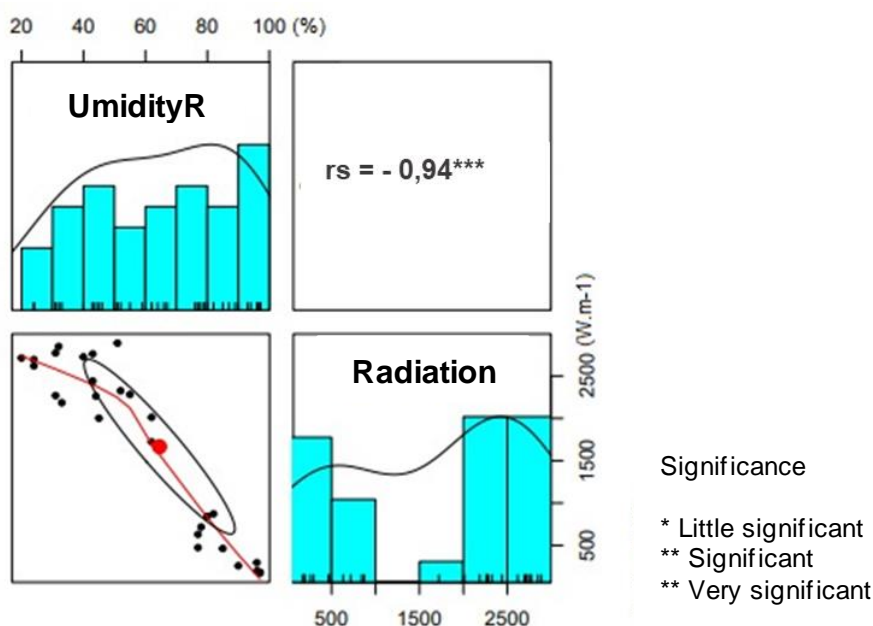 20 40 60 80 100 (%)
UmidityR
rs = - 0,94***
Radiation
500 1500 2500 (W.m-1)
500 1500 2500
Significance
* Little significant
** Significant
** Very significant